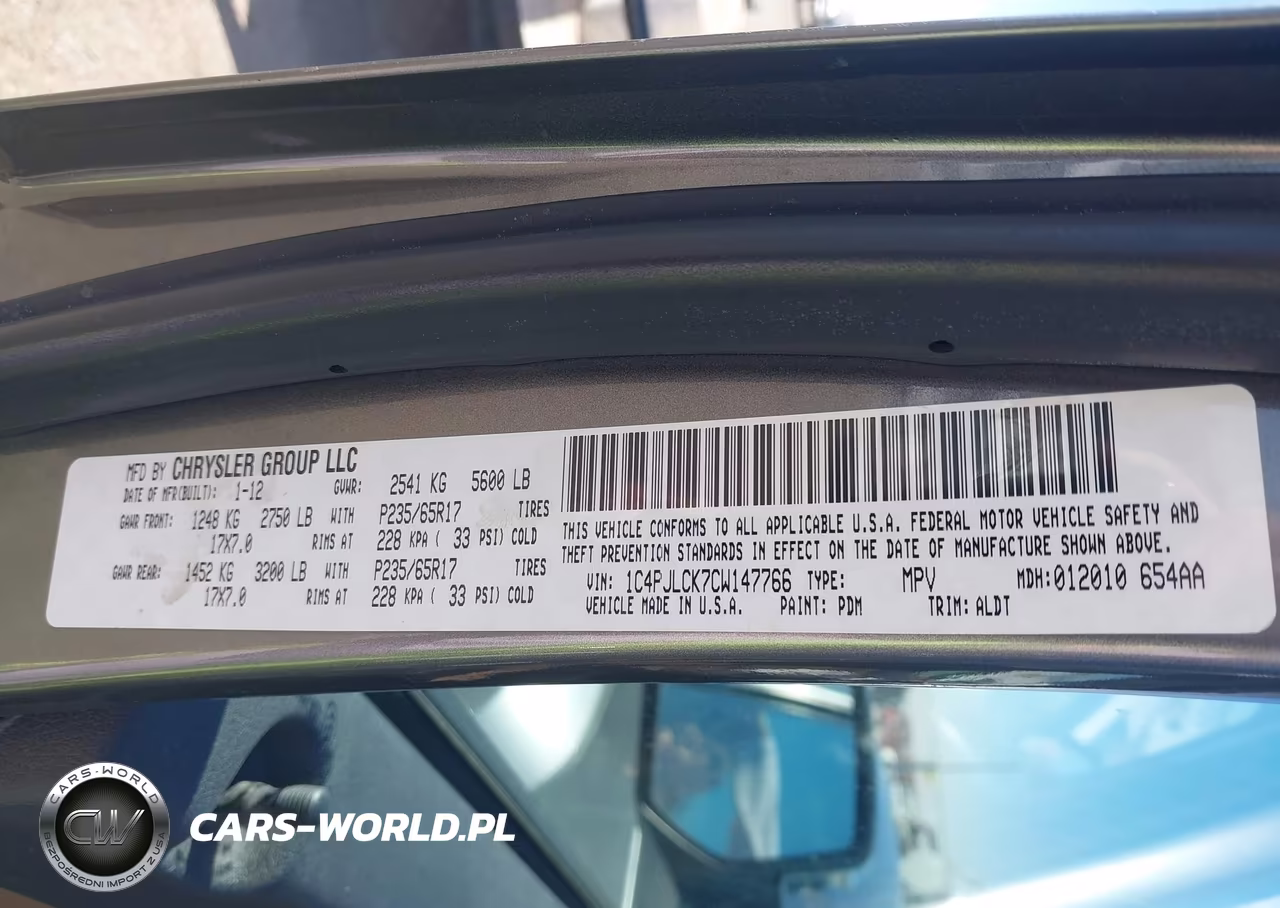 MFD BY CHRYSLER GROUP LLC
DATE OF MFR(BUILT): 1-12 GVWR: 2541 KG 5600 LB
GAWR FRONT: 1248 KG 2750 LB WITH P235/65R17 TIRES
17X7.0 RIMS AT 228 KPA ( 33 PSI) COLD
GAWR REAR: 1452 KG 3200 LB WITH P235/65R17 TIRES
17X7.0 RIMS AT 228 KPA ( 33 PSI) COLD
THIS VEHICLE CONFORMS TO ALL APPLICABLE U.S.A. FEDERAL MOTOR VEHICLE SAFETY AND
THEFT PREVENTION STANDARDS IN EFFECT ON THE DATE OF MANUFACTURE SHOWN ABOVE.
VIN: 1C4PJLCK7CW147766 TYPE: MPV MDH:012010 654AA
VEHICLE MADE IN U.S.A. PAINT: PDM TRIM: ALDT
CARS-WORLD
CW
BEZPOŚREDNI IMPORT Z USA
CARS-WORLD.PL